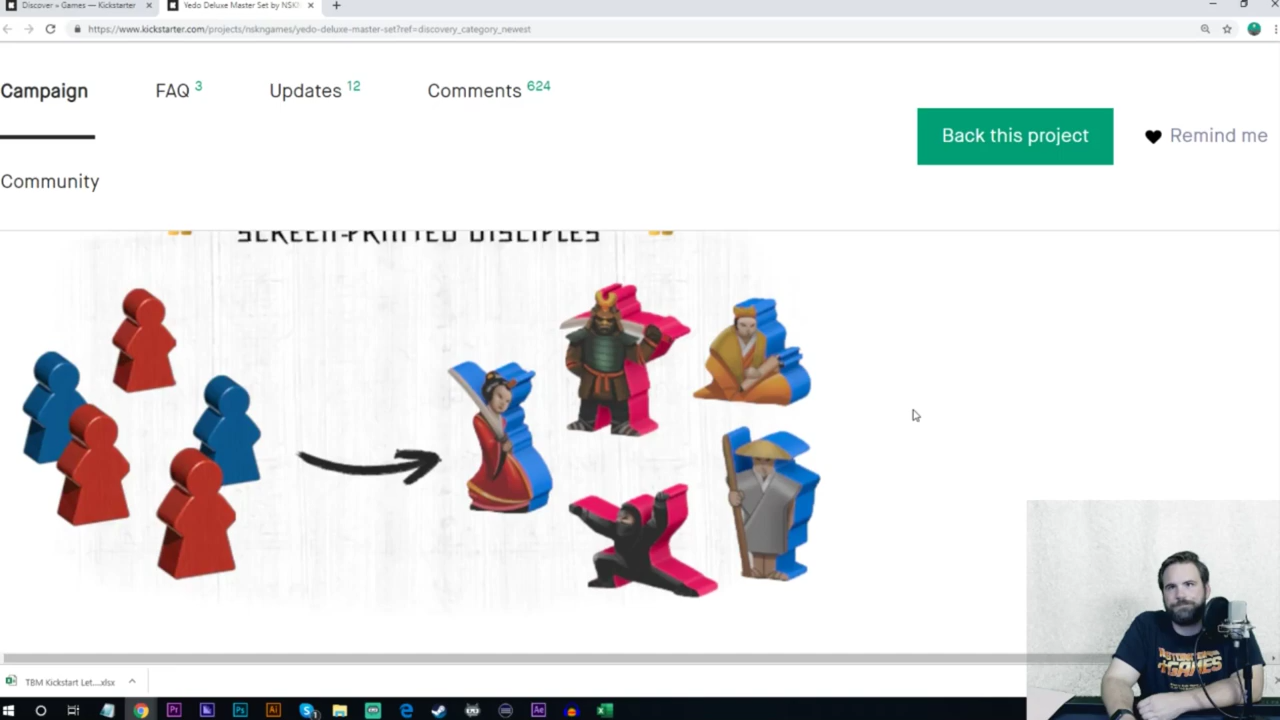 Discover » Games — Kickstarter
Yedo Deluxe Master Set by NSK
https://www.kickstarter.com/projects/nskngames/yedo-deluxe-master-set?ref=discovery_category_newest
Campaign
FAQ 3
Updates 12
Comments 624
Back this project
Remind me
Community
SCREEN-PRINTED DISCIPLES
TBM Kickstart Let....xlsx
+GAMES